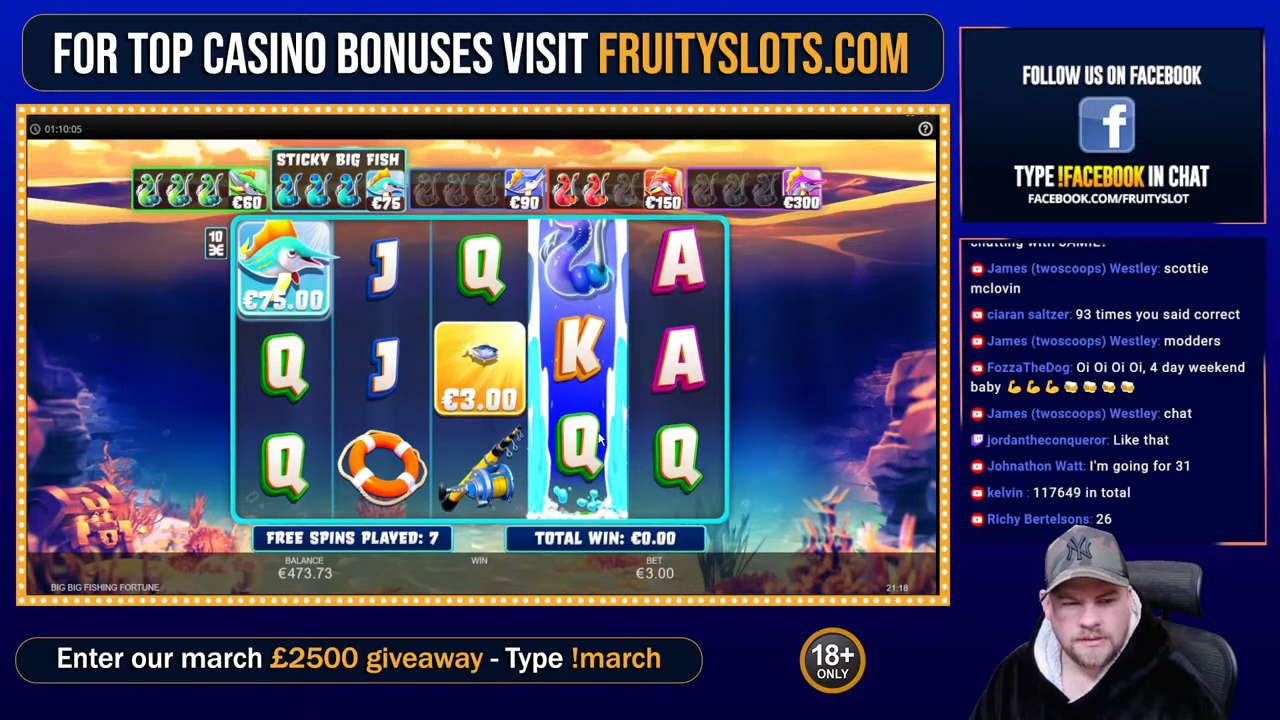 FOR TOP CASINO BONUSES VISIT FRUITYSLOTS.COM
FOLLOW US ON FACEBOOK
f
TYPE !FACEBOOK IN CHAT
FACEBOOK.COM/FRUITYSLOT
01:10:05
?
STICKY BIG FISH
€60
€75
€90
€150
€300
10
€75.00
J
Q
A
Q
J
€3.00
K
A
Q
Q
Q
FREE SPINS PLAYED: 7
TOTAL WIN: €0.00
BALANCE
€473.73
WIN
BET
€3.00
BIG BIG FISHING FORTUNE
21:18
chatting with JAMIE!
James (twoscoops) Westley: scottie
mclovin
ciaran saltzer: 93 times you said correct
James (twoscoops) Westley: modders
FozzaTheDog: Oi Oi Oi Oi, 4 day weekend
baby 💪 💪 💪 🍻 🍻 🍻 🍻
James (twoscoops) Westley: chat
jordantheconqueror: Like that
Johnathon Watt: I'm going for 31
kelvin : 117649 in total
Richy Bertelsons: 26
NY
Enter our march £2500 giveaway - Type !march
18+
ONLY